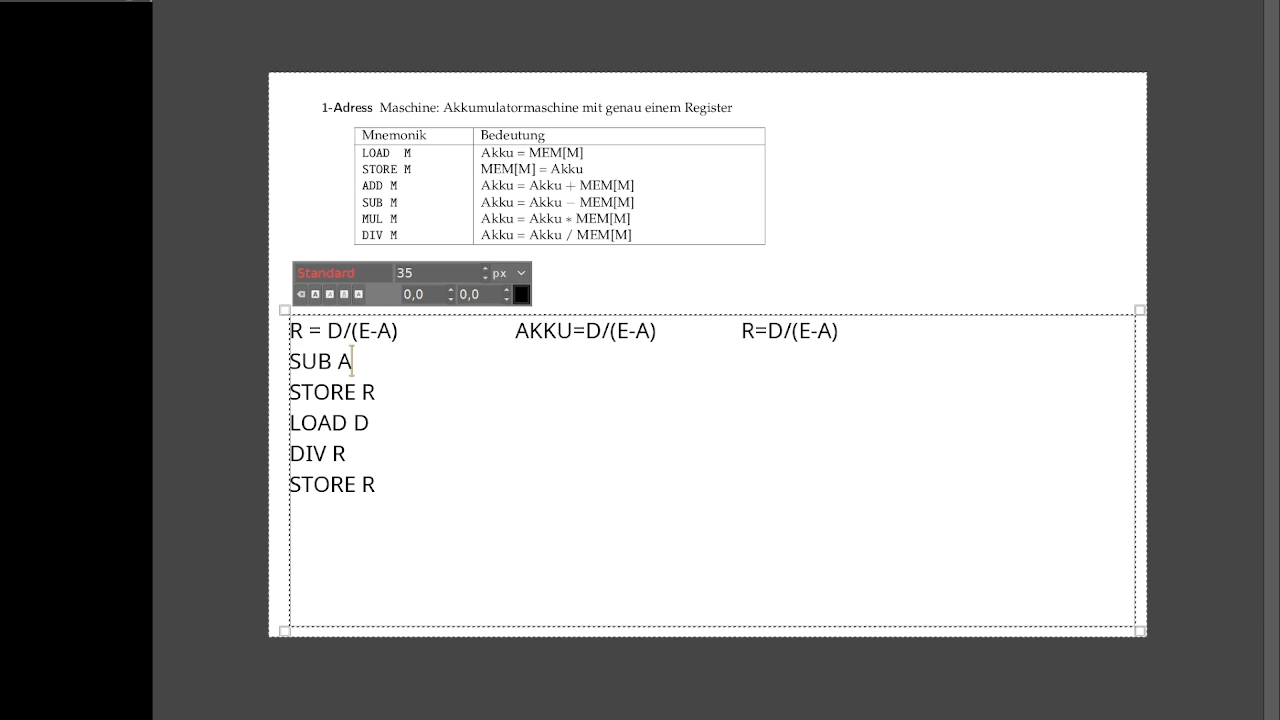 1-Adress Maschine: Akkumulatormaschine mit genau einem Register
Mnemonik Bedeutung
LOAD M Akku = MEM[M]
STORE M MEM[M] = Akku
ADD M Akku = Akku + MEM[M]
SUB M Akku = Akku − MEM[M]
MUL M Akku = Akku ∗ MEM[M]
DIV M Akku = Akku / MEM[M]
Standard 35 px
0,0 0,0
R = D/(E-A) AKKU=D/(E-A) R=D/(E-A)
SUB A
STORE R
LOAD D
DIV R
STORE R